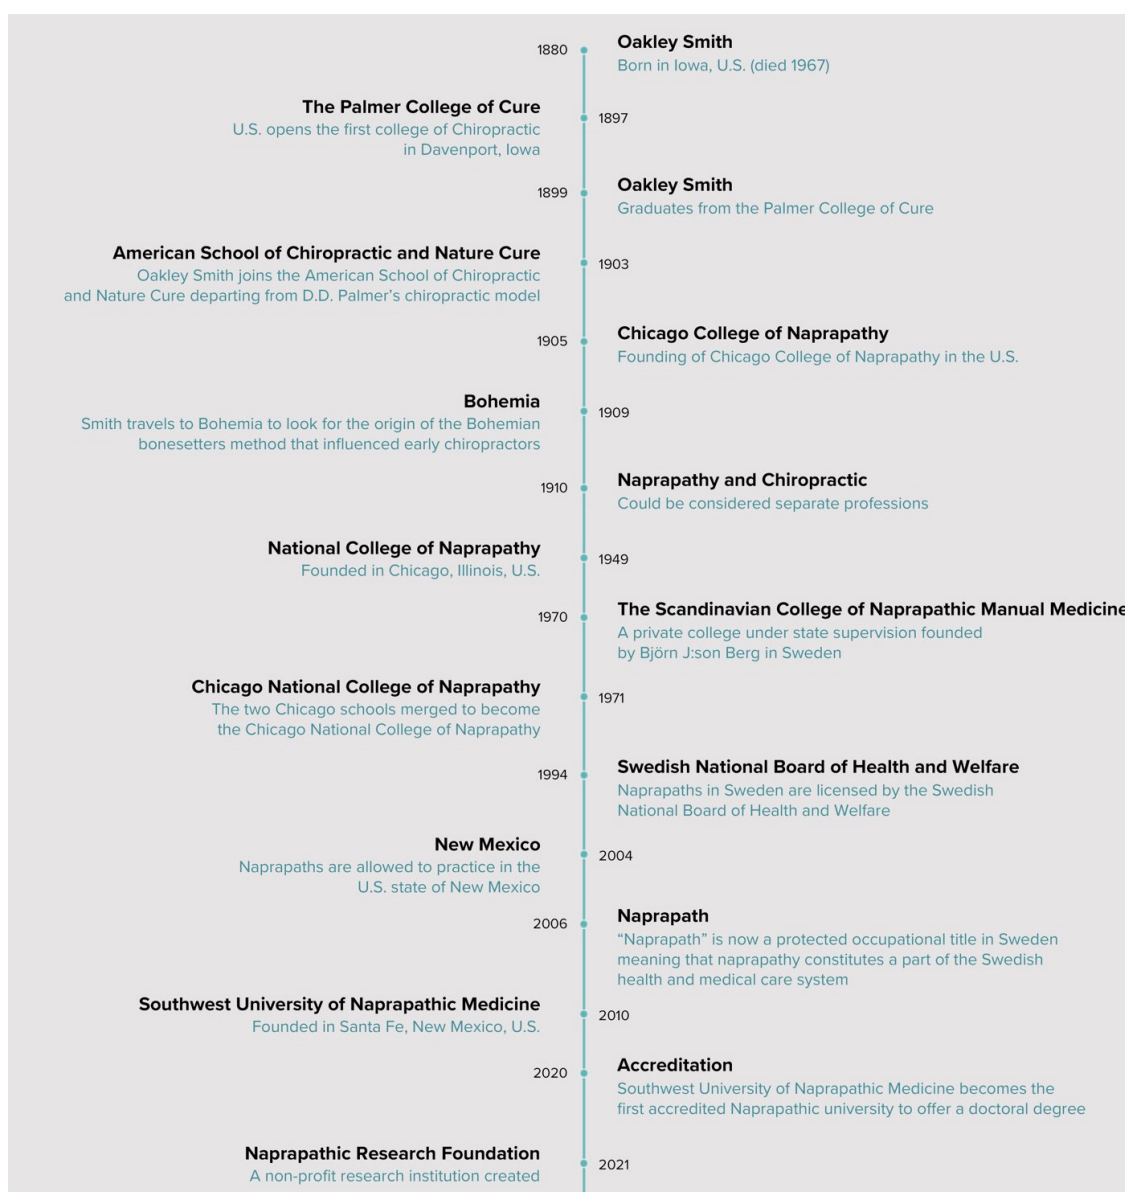 1880
Oakley Smith
Born in Iowa, U.S. (died 1967)
The Palmer College of Cure
U.S. opens the first college of Chiropractic
in Davenport, Iowa
1897
1899
Oakley Smith
Graduates from the Palmer College of Cure
American School of Chiropractic and Nature Cure
Oakley Smith joins the American School of Chiropractic
and Nature Cure departing from D.D. Palmer's chiropractic model
1903
1905
Chicago College of Naprapathy
Founding of Chicago College of Naprapathy in the U.S.
Bohemia
Smith travels to Bohemia to look for the origin of the Bohemian
bonesetters method that influenced early chiropractors
1909
1910
Naprapathy and Chiropractic
Could be considered separate professions
National College of Naprapathy
Founded in Chicago, Illinois, U.S.
1949
1970
The Scandinavian College of Naprapathic Manual Medicine
A private college under state supervision founded
by Björn J:son Berg in Sweden
Chicago National College of Naprapathy
The two Chicago schools merged to become
the Chicago National College of Naprapathy
1971
1994
Swedish National Board of Health and Welfare
Naprapaths in Sweden are licensed by the Swedish
National Board of Health and Welfare
New Mexico
Naprapaths are allowed to practice in the
U.S. state of New Mexico
2004
2006
Naprapath
“Naprapath” is now a protected occupational title in Sweden
meaning that naprapathy constitutes a part of the Swedish
health and medical care system
Southwest University of Naprapathic Medicine
Founded in Santa Fe, New Mexico, U.S.
2010
2020
Accreditation
Southwest University of Naprapathic Medicine becomes the
first accredited Naprapathic university to offer a doctoral degree
Naprapathic Research Foundation
A non-profit research institution created
2021